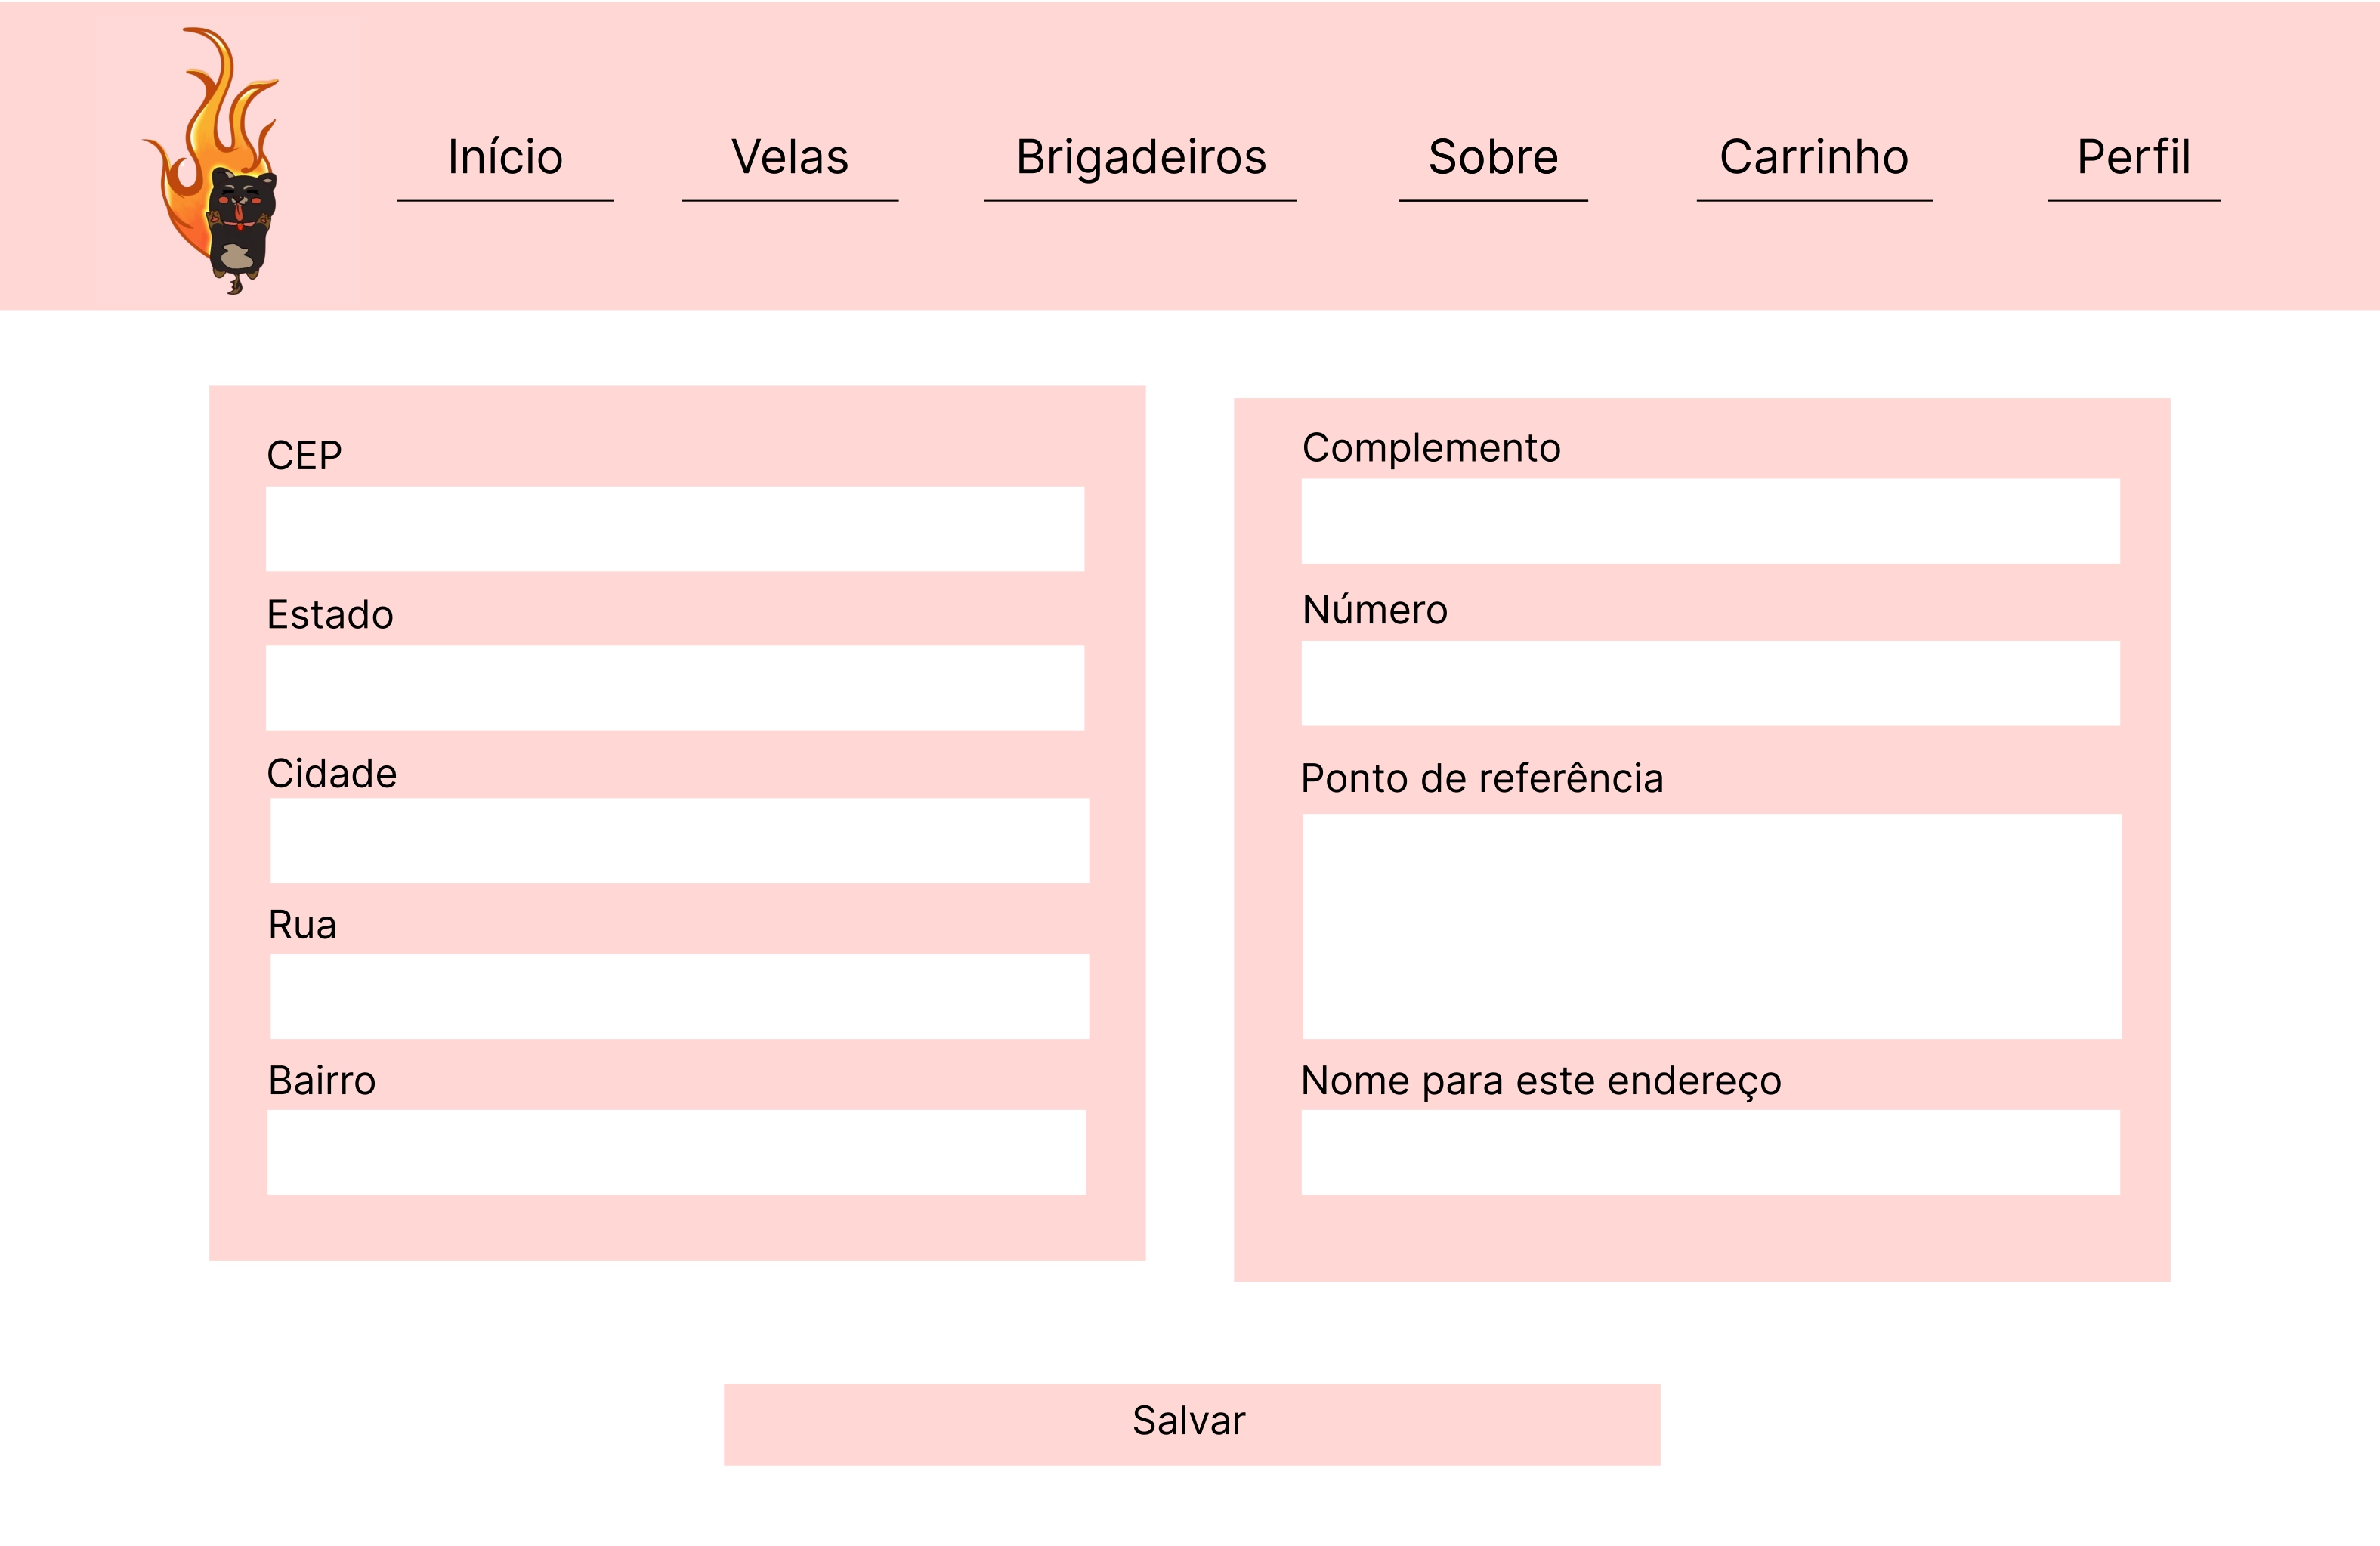 Início
Velas
Brigadeiros
Sobre
Carrinho
Perfil
CEP
Estado
Cidade
Rua
Bairro
Complemento
Número
Ponto de referência
Nome para este endereço
Salvar